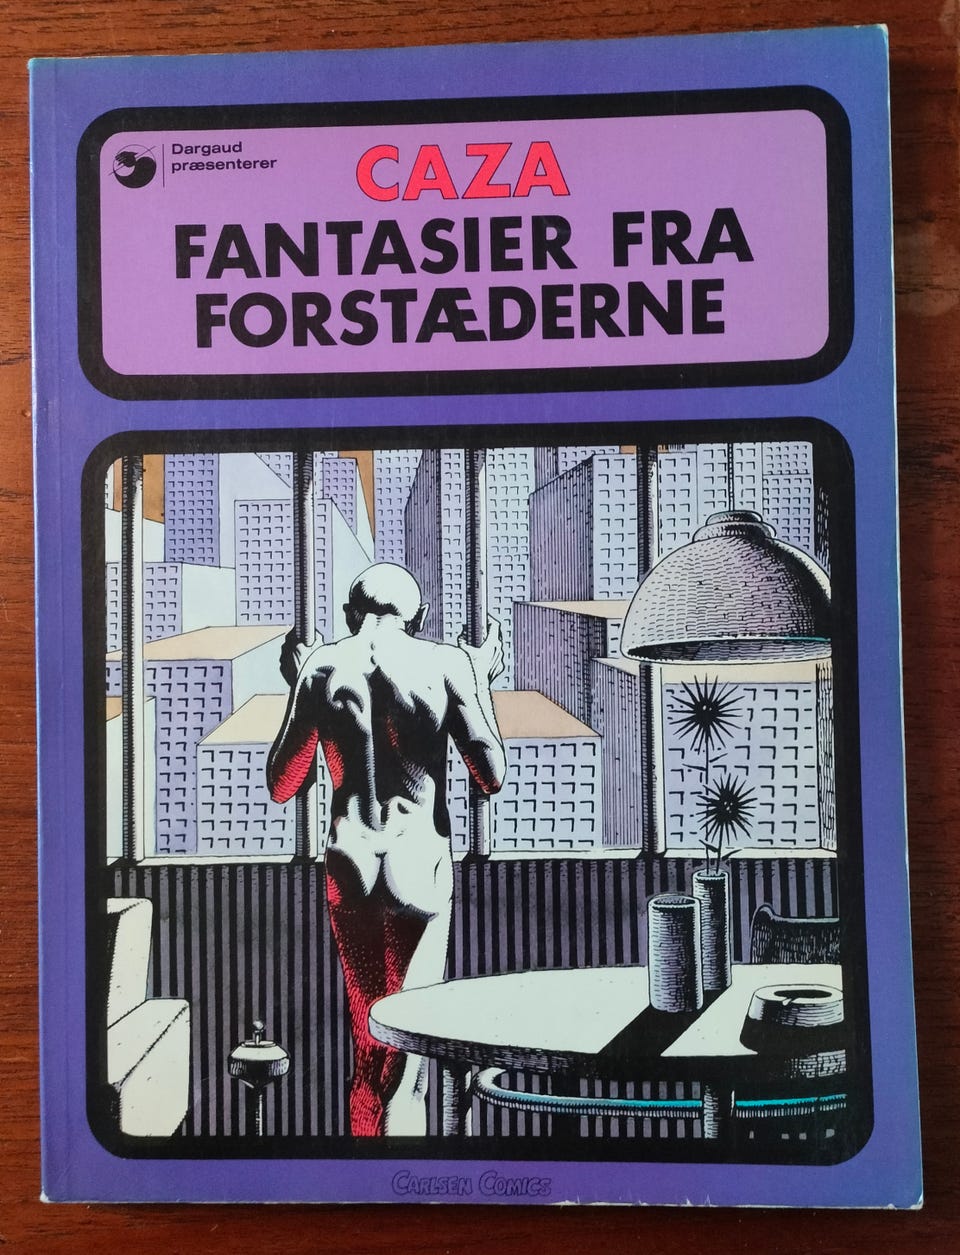 Dargaud
præsenterer
CAZA
FANTASIER FRA
FORSTÆDERNE
CARLSEN COMICS